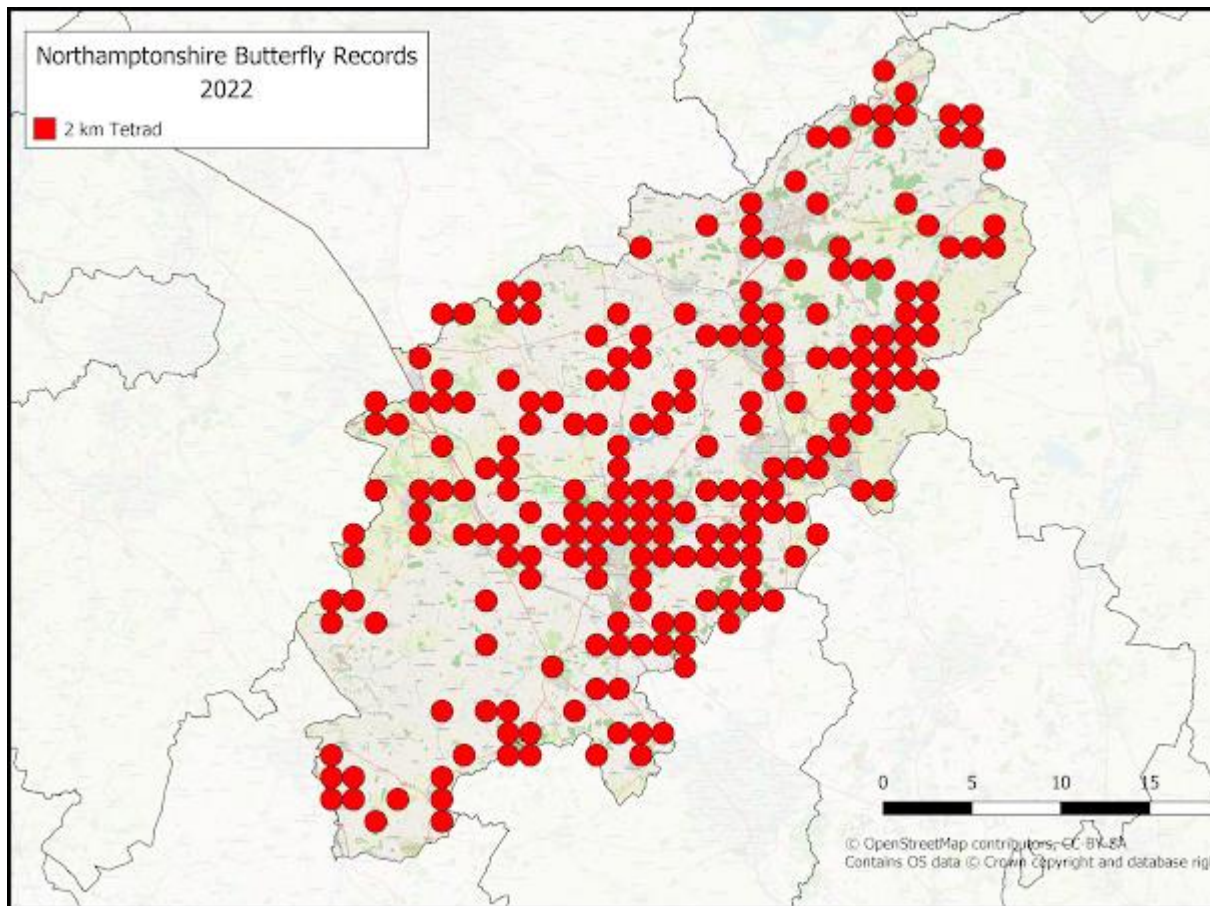 Northamptonshire Butterfly Records
2022
2 km Tetrad
0 5 10 15
© OpenStreetMap contributors, CC-BY-SA
Contains OS data © Crown copyright and database righ